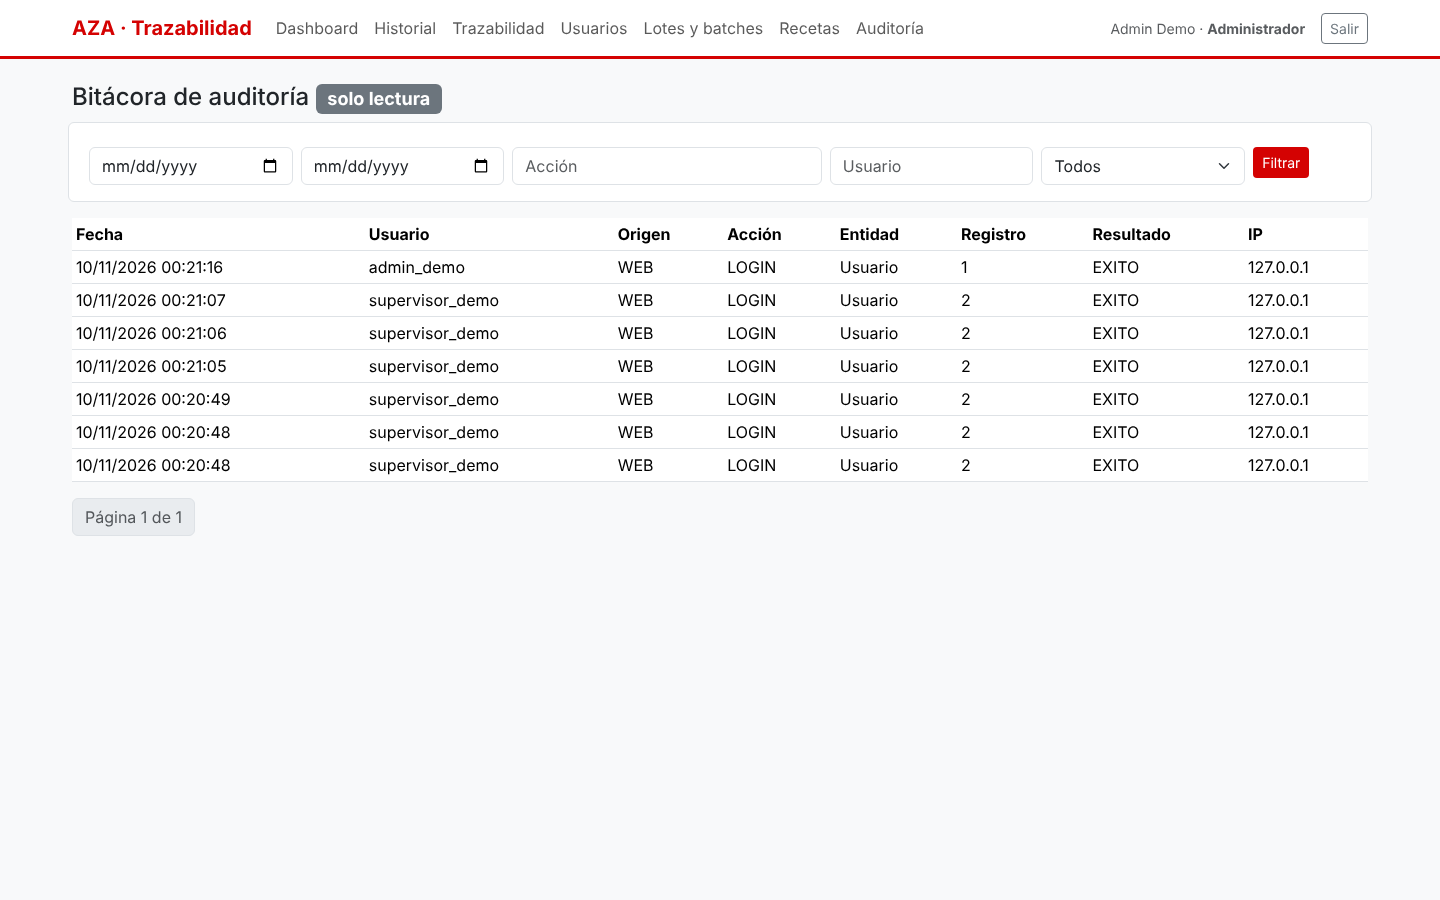 AZA · Trazabilidad Dashboard Historial Trazabilidad Usuarios Lotes y batches Recetas Auditoría Admin Demo · Administrador Salir
Bitácora de auditoría solo lectura
mm/dd/yyyy mm/dd/yyyy Acción Usuario Todos Filtrar
Fecha Usuario Origen Acción Entidad Registro Resultado IP
10/11/2026 00:21:16 admin_demo WEB LOGIN Usuario 1 EXITO 127.0.0.1
10/11/2026 00:21:07 supervisor_demo WEB LOGIN Usuario 2 EXITO 127.0.0.1
10/11/2026 00:21:06 supervisor_demo WEB LOGIN Usuario 2 EXITO 127.0.0.1
10/11/2026 00:21:05 supervisor_demo WEB LOGIN Usuario 2 EXITO 127.0.0.1
10/11/2026 00:20:49 supervisor_demo WEB LOGIN Usuario 2 EXITO 127.0.0.1
10/11/2026 00:20:48 supervisor_demo WEB LOGIN Usuario 2 EXITO 127.0.0.1
10/11/2026 00:20:48 supervisor_demo WEB LOGIN Usuario 2 EXITO 127.0.0.1
Página 1 de 1